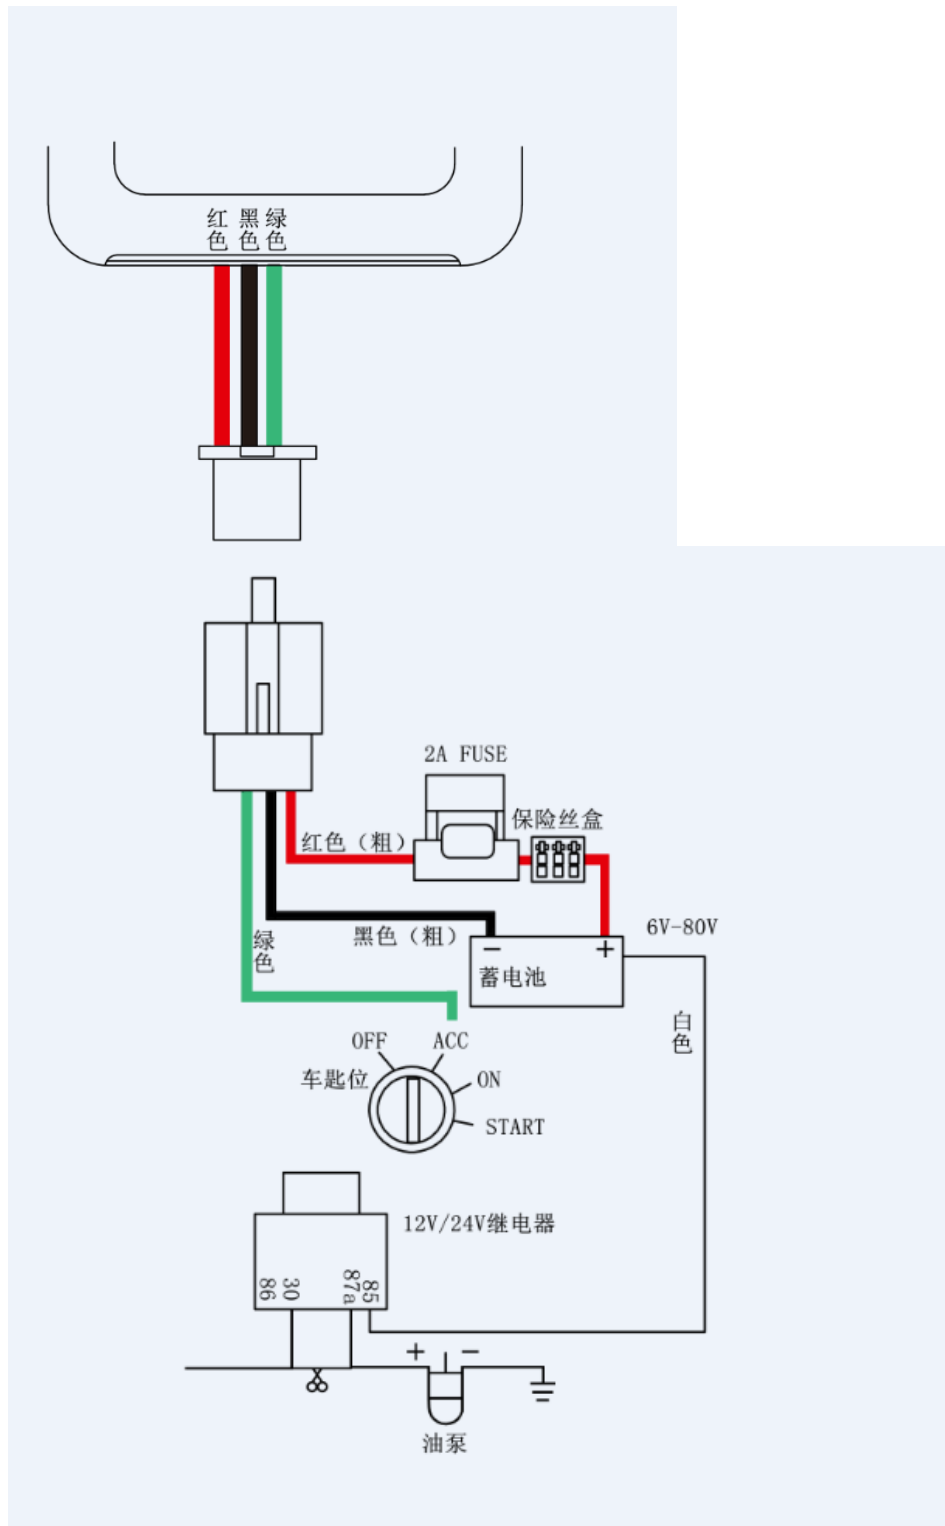 红色
黑色
绿色
2A FUSE
保险丝盒
红色（粗）
黑色（粗）
6V-80V
绿色
- +
蓄电池
白色
OFF
ACC
车匙位
ON
START
12V/24V继电器
86
30
87a
85
+ -
油泵